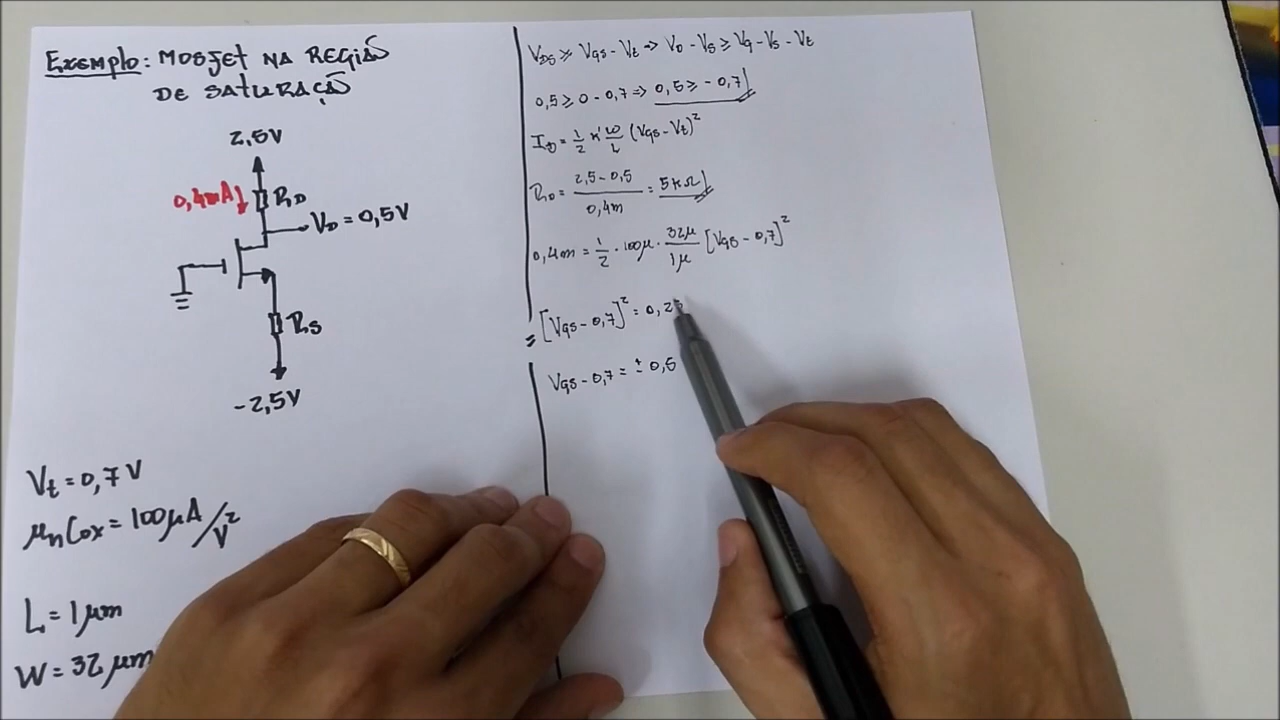 Exemplo: MOSFET NA REGIÃO
DE SATURAÇÃO
2,5V
0,4mA
RD
VD = 0,5V
RS
-2,5V
Vt = 0,7 V
μnCox = 100μA/V²
L = 1 μm
W = 32 μm
VDS ≥ VGS - Vt → VD - VS ≥ VG - VS - Vt
0,5 ≥ 0 - 0,7 ⇒ 0,5 ≥ -0,7
ID = 1/2 K' W/L (VGS - Vt)²
RD = 2,5 - 0,5 / 0,4m = 5KΩ
0,4m = 1/2 · 100μ · 32μ/1μ [VGS - 0,7]²
= [VGS - 0,7]² = 0,25
VGS - 0,7 = ± 0,5